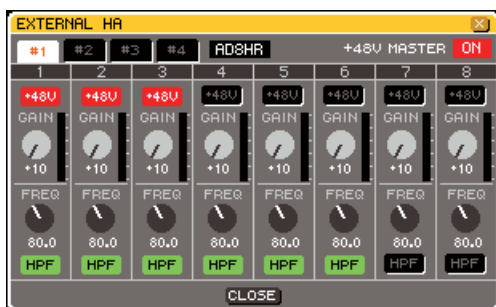 EXTERNAL HA
#1 #2 #3 #4 AD8HR +48V MASTER ON
1 2 3 4 5 6 7 8
+48V +48V +48V +48V +48V +48V +48V +48V
GAIN GAIN GAIN GAIN GAIN GAIN GAIN GAIN
+10 +10 +10 +10 +10 +10 +10 +10
FREQ FREQ FREQ FREQ FREQ FREQ FREQ FREQ
80.0 80.0 80.0 80.0 80.0 80.0 80.0 80.0
HPF HPF HPF HPF HPF HPF HPF HPF
CLOSE